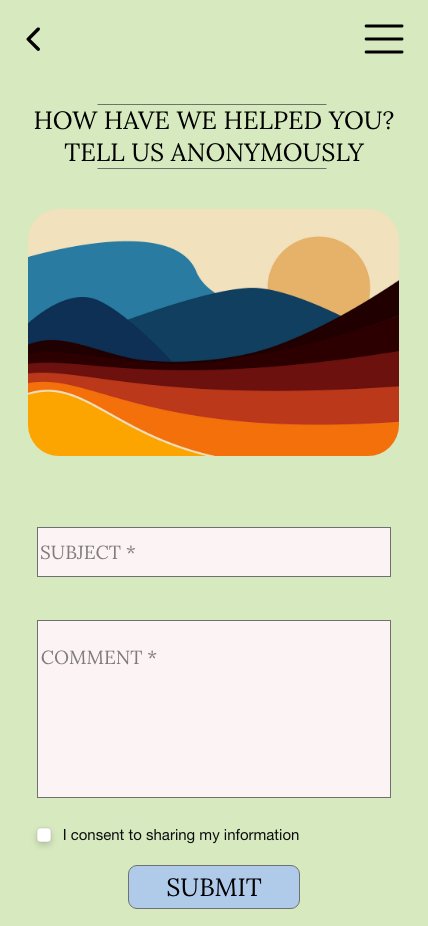 HOW HAVE WE HELPED YOU?
TELL US ANONYMOUSLY
SUBJECT *
COMMENT *
I consent to sharing my information
SUBMIT